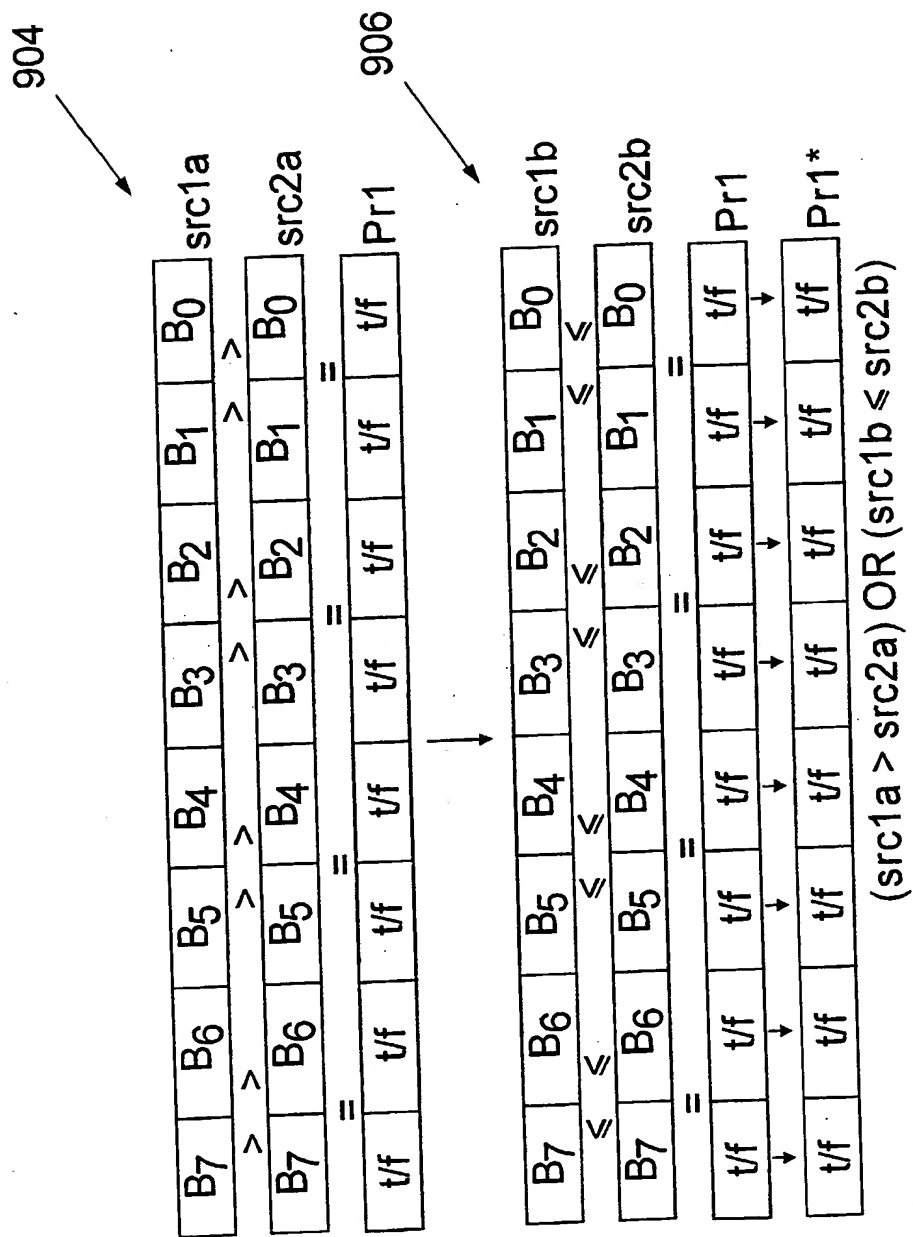 904
B7 B6 B5 B4 B3 B2 B1 B0 src1a
> > > > > > > >
B7 B6 B5 B4 B3 B2 B1 B0 src2a
= = = =
t/f t/f t/f t/f t/f t/f t/f t/f Pr1
906
B7 B6 B5 B4 B3 B2 B1 B0 src1b
⩽ ⩽ ⩽ ⩽ ⩽ ⩽ ⩽ ⩽
B7 B6 B5 B4 B3 B2 B1 B0 src2b
= = = =
t/f t/f t/f t/f t/f t/f t/f t/f Pr1
t/f t/f t/f t/f t/f t/f t/f t/f Pr1*
(src1a > src2a) OR (src1b ⩽ src2b)